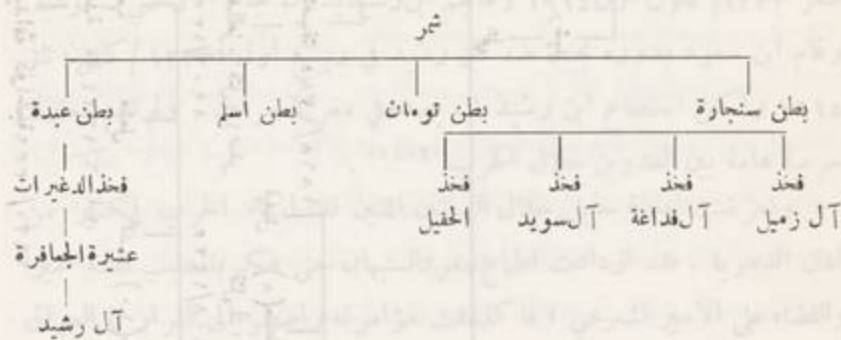 شمر
بطن سنجارة بطن تومان بطن اسلم بطن عبدة
فخذ آل زميل فخذ آل فداغة فخذ آل سويد فخذ الحفيل
فخذ الدغيرات
عشيرة الجعافرة
آل رشيد